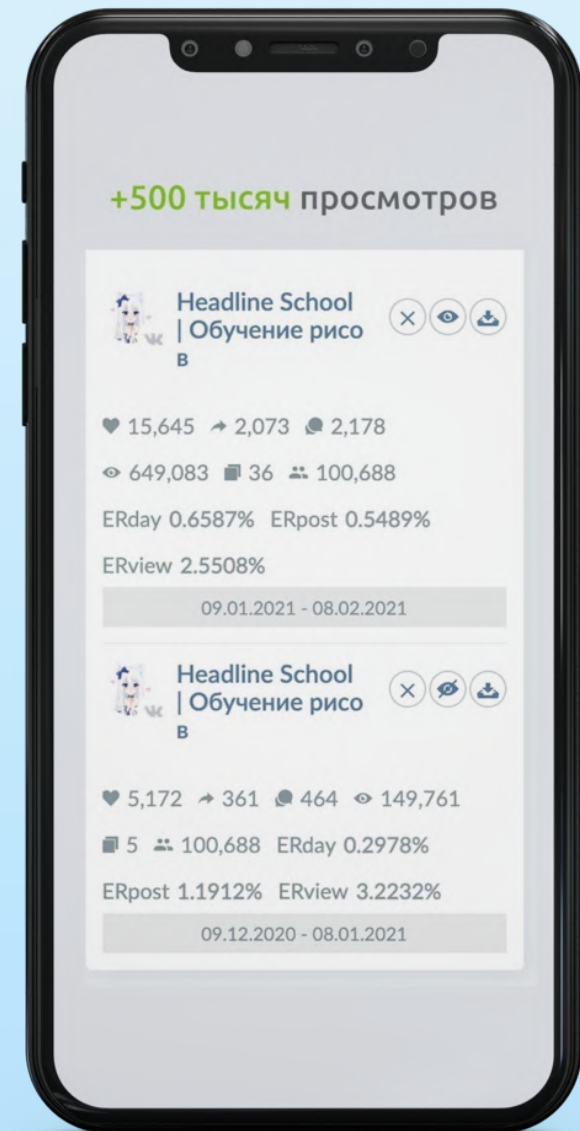 +500 тысяч просмотров
Headline School
| Обучение рисо
в
15,645 2,073 2,178
649,083 36 100,688
ERday 0.6587% ERpost 0.5489%
ERview 2.5508%
09.01.2021 - 08.02.2021
Headline School
| Обучение рисо
в
5,172 361 464 149,761
5 100,688 ERday 0.2978%
ERpost 1.1912% ERview 3.2232%
09.12.2020 - 08.01.2021